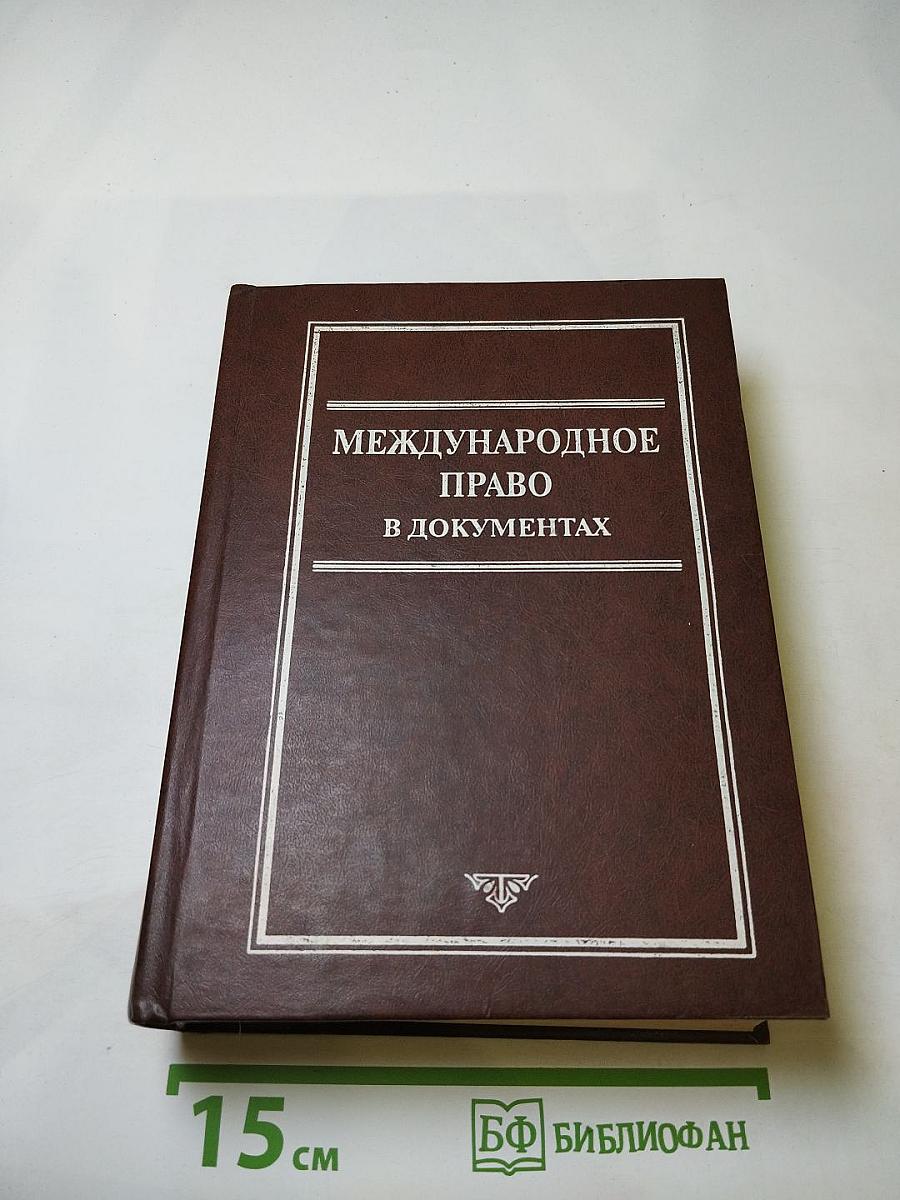 МЕЖДУНАРОДНОЕ
ПРАВО
В ДОКУМЕНТАХ
15 см
БФ БИБЛИОФАН